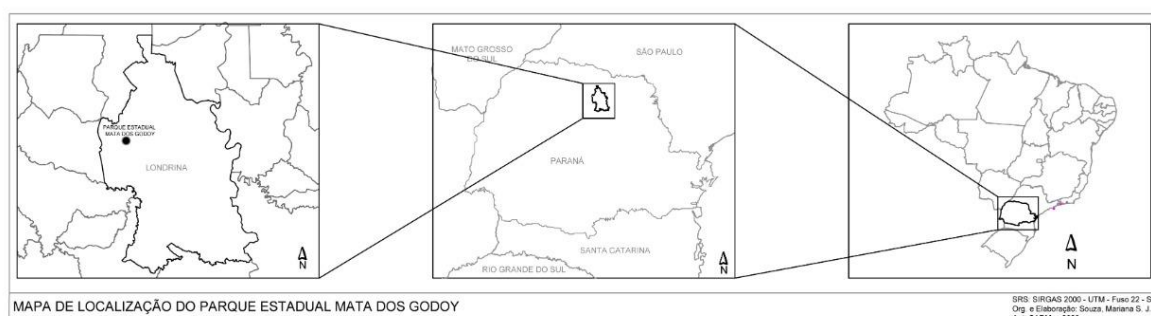 PARQUE ESTADUAL
MATA DOS GODOY
LONDRINA
N
MATO GROSSO
DO SUL
SÃO PAULO
PARANÁ
SANTA CATARINA
RIO GRANDE DO SUL
N
N
MAPA DE LOCALIZAÇÃO DO PARQUE ESTADUAL MATA DOS GODOY
SRS: SIRGAS 2000 - UTM - Fuso 22 - S
Org. e Elaboração: Souza, Mariana S. J.